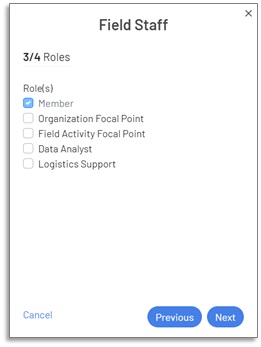 Field Staff
3/4 Roles
Role(s)
Member
Organization Focal Point
Field Activity Focal Point
Data Analyst
Logistics Support
Cancel
Previous
Next